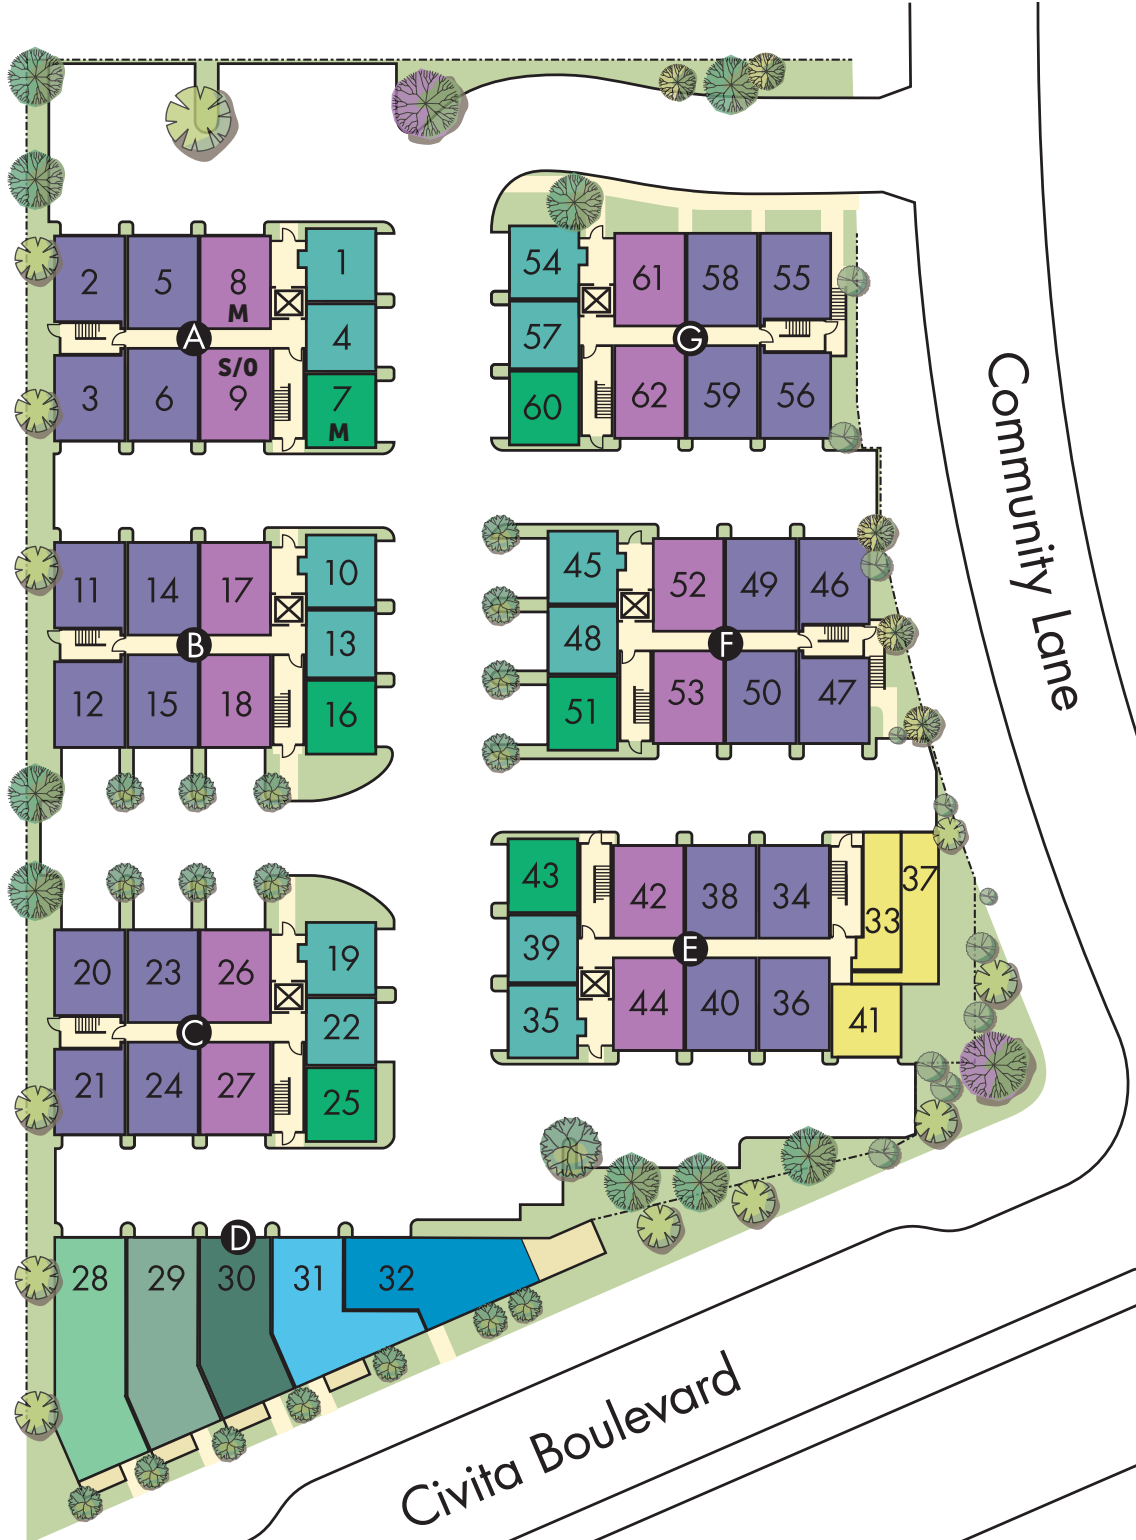 2 5 8 1
M
A 4
S/O
3 6 9 7
M
54 61 58 55
57 G
60 62 59 56
Community Lane
11 14 17 10
B 13
12 15 18 16
45 52 49 46
48 F
51 53 50 47
43 42 38 34 33 37
39 E
35 44 40 36 41
20 23 26 19
C 22
21 24 27 25
D
28 29 30 31 32
Civita Boulevard